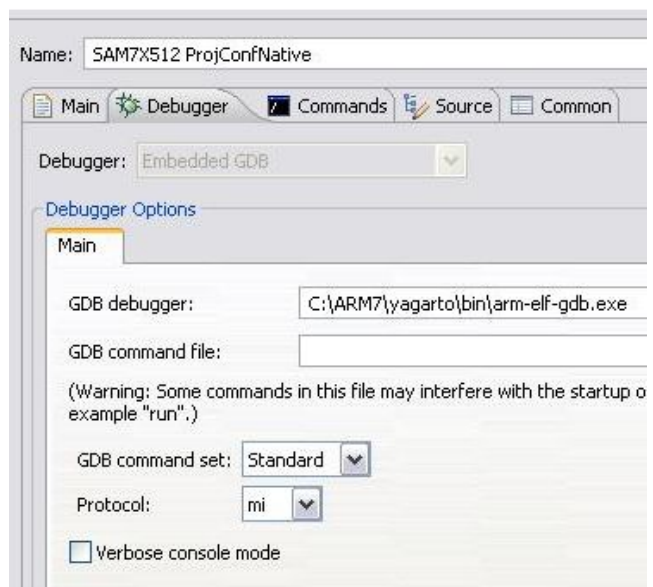 Name: SAM7X512 ProjConfNative
Main Debugger Commands Source Common
Debugger: Embedded GDB
Debugger Options
Main
GDB debugger: C:\ARM7\yagarto\bin\arm-elf-gdb.exe
GDB command file:
(Warning: Some commands in this file may interfere with the startup o
example "run".)
GDB command set: Standard
Protocol: mi
Verbose console mode